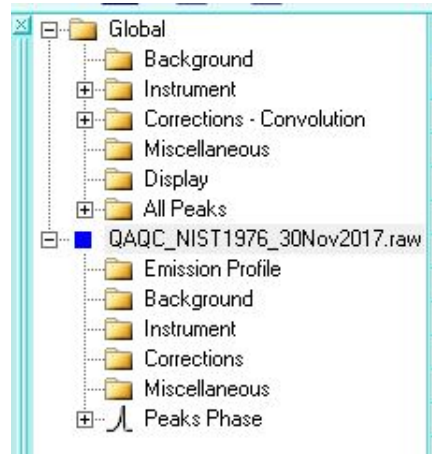 Global
Background
Instrument
Corrections - Convolution
Miscellaneous
Display
All Peaks
QAQC_NIST1976_30Nov2017.raw
Emission Profile
Background
Instrument
Corrections
Miscellaneous
Peaks Phase